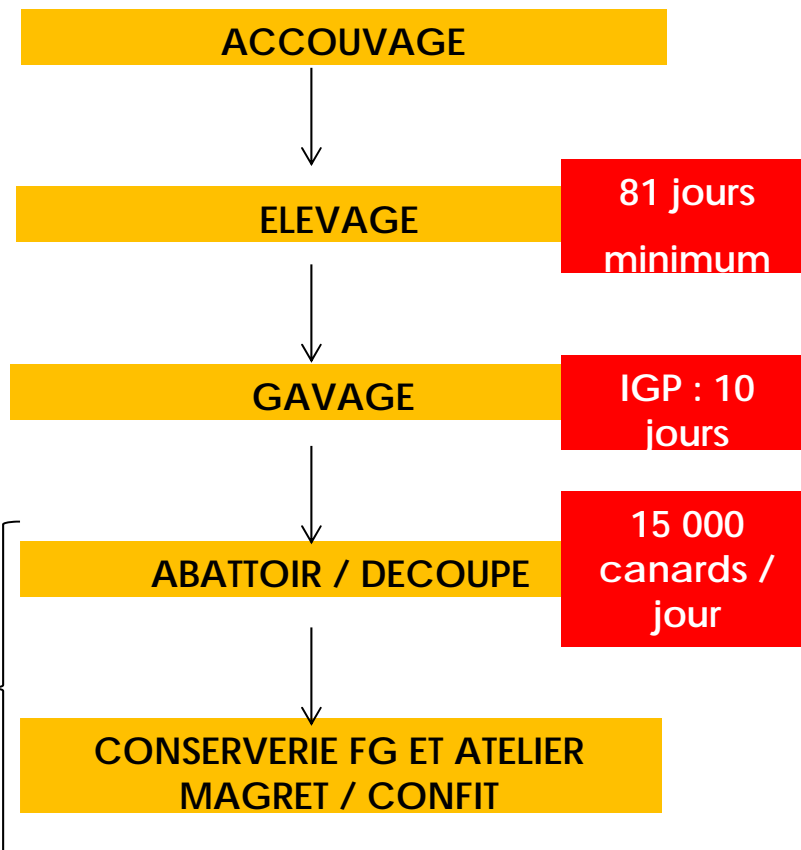 ACCOUVAGE
ELEVAGE
81 jours
minimum
GAVAGE
IGP : 10
jours
ABATTOIR / DECOUPE
15 000
canards /
jour
CONSERVERIE FG ET ATELIER
MAGRET / CONFIT